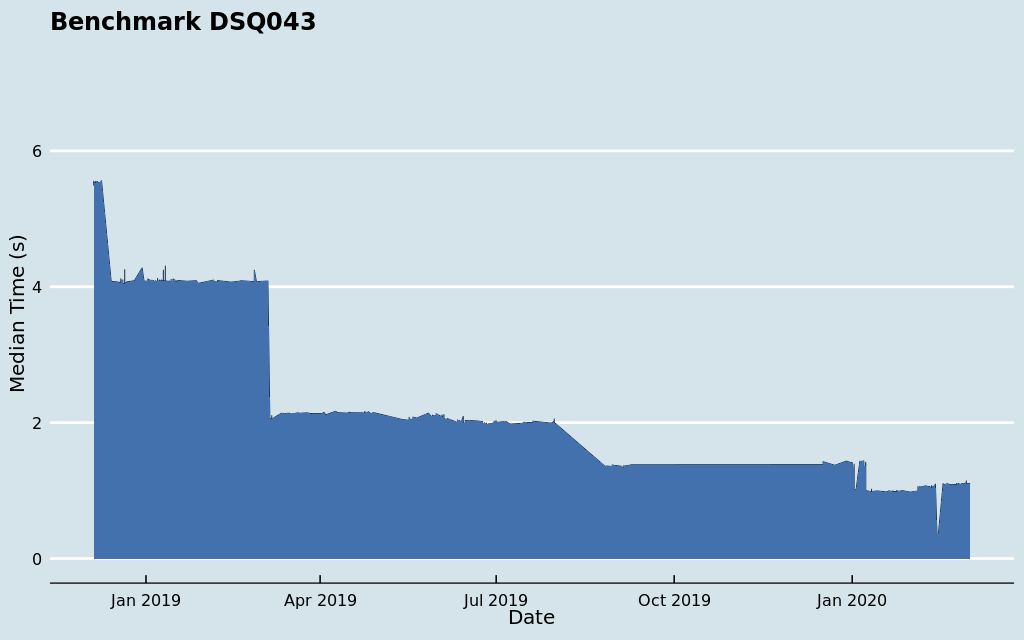 Benchmark DSQ043
Median Time (s)
6
4
2
0
Jan 2019
Apr 2019
Jul 2019
Oct 2019
Jan 2020
Date